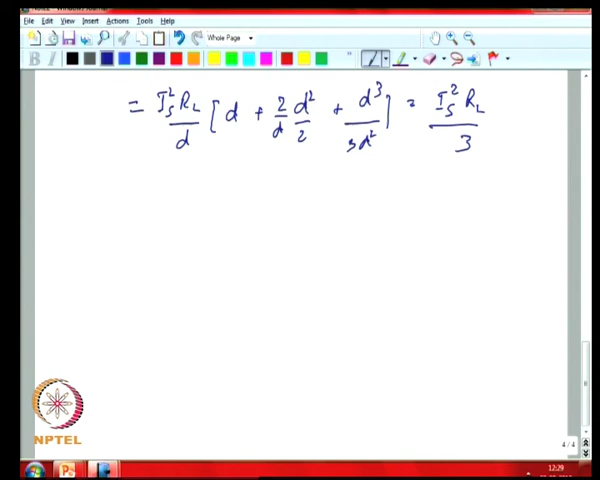 File Edit View Insert Actions Tools Help
Whole Page
B I
= I_S^2 R_L / d [ d + 2/d d^2/2 + d^3/3d^2 ] = I_S^2 R_L / 3
NPTEL
4 / 4
12:29